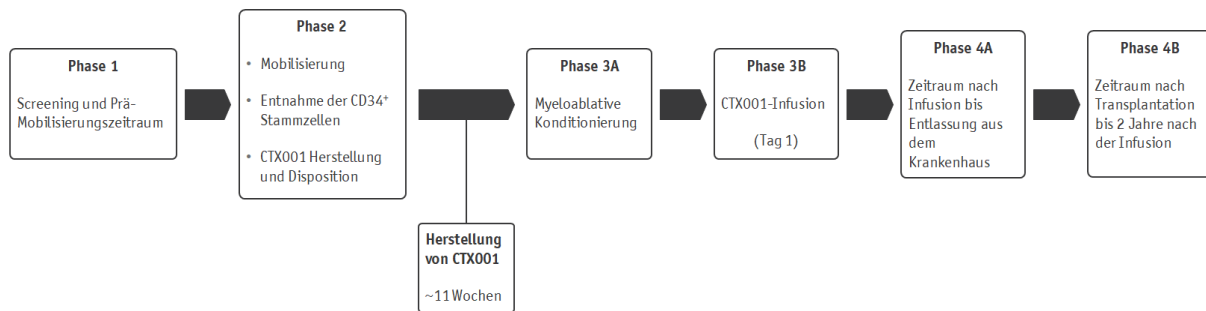 Phase 1
Screening und Prä-
Mobilisierungszeitraum
Phase 2
• Mobilisierung
• Entnahme der CD34⁺
Stammzellen
• CTX001 Herstellung
und Disposition
Herstellung
von CTX001
~11 Wochen
Phase 3A
Myeloablative
Konditionierung
Phase 3B
CTX001-Infusion
(Tag 1)
Phase 4A
Zeitraum nach
Infusion bis
Entlassung aus
dem
Krankenhaus
Phase 4B
Zeitraum nach
Transplantation
bis 2 Jahre nach
der Infusion